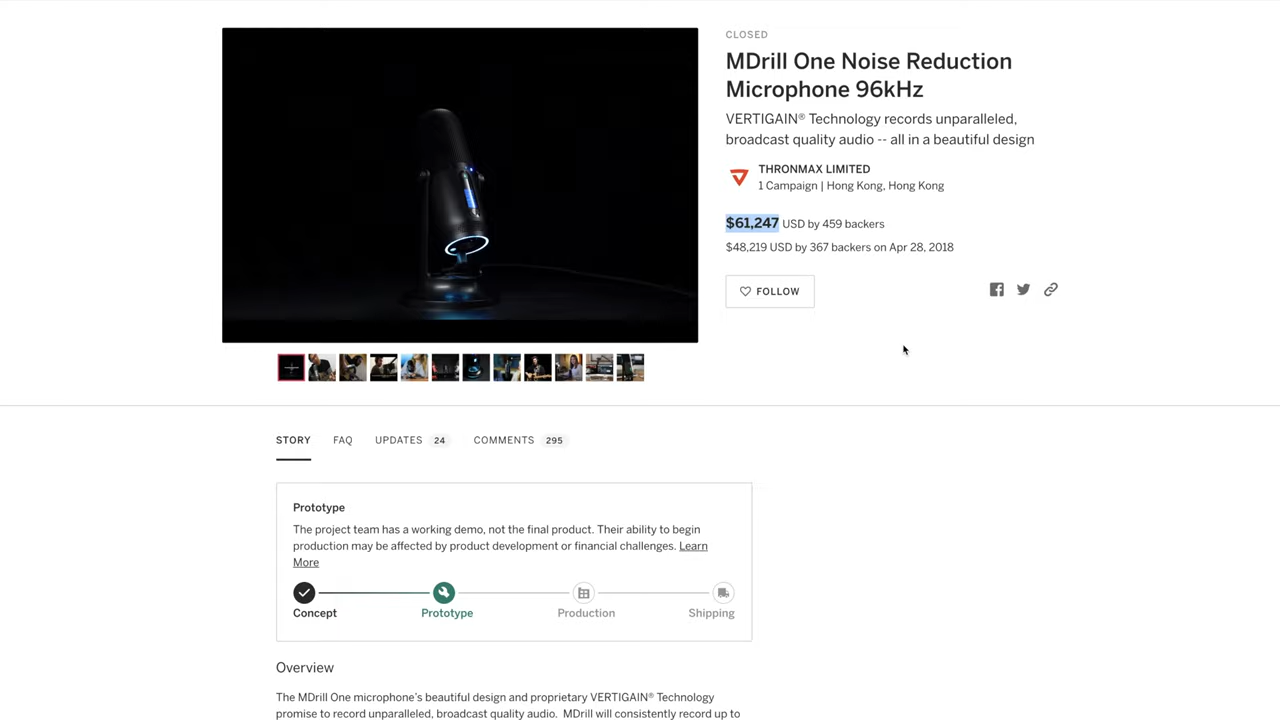 CLOSED
MDrill One Noise Reduction
Microphone 96kHz
VERTIGAIN® Technology records unparalleled,
broadcast quality audio -- all in a beautiful design
THRONMAX LIMITED
1 Campaign | Hong Kong, Hong Kong
$61,247 USD by 459 backers
$48,219 USD by 367 backers on Apr 28, 2018
FOLLOW
STORY FAQ UPDATES 24 COMMENTS 295
Prototype
The project team has a working demo, not the final product. Their ability to begin
production may be affected by product development or financial challenges. Learn
More
Concept Prototype Production Shipping
Overview
The MDrill One microphone's beautiful design and proprietary VERTIGAIN® Technology
promise to record unparalleled, broadcast quality audio. MDrill will consistently record up to